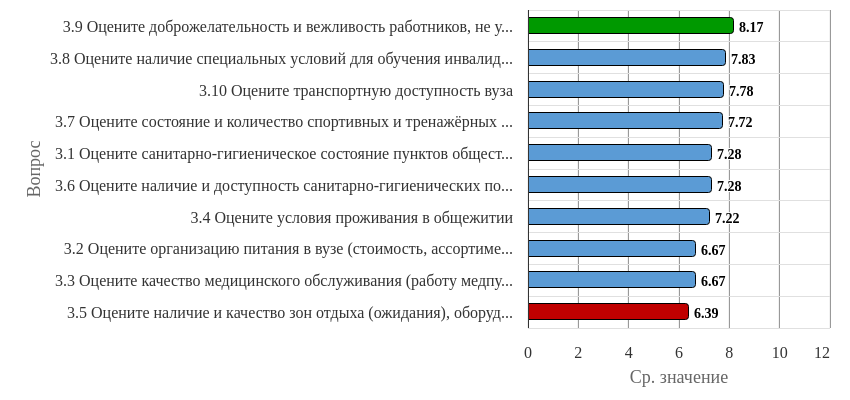 3.9 Оцените доброжелательность и вежливость работников, не у... 8.17
3.8 Оцените наличие специальных условий для обучения инвалид... 7.83
3.10 Оцените транспортную доступность вуза 7.78
3.7 Оцените состояние и количество спортивных и тренажёрных ... 7.72
3.1 Оцените санитарно-гигиеническое состояние пунктов общест... 7.28
3.6 Оцените наличие и доступность санитарно-гигиенических по... 7.28
3.4 Оцените условия проживания в общежитии 7.22
3.2 Оцените организацию питания в вузе (стоимость, ассортиме... 6.67
3.3 Оцените качество медицинского обслуживания (работу медпу... 6.67
3.5 Оцените наличие и качество зон отдыха (ожидания), оборуд... 6.39
Вопрос
0 2 4 6 8 10 12
Ср. значение